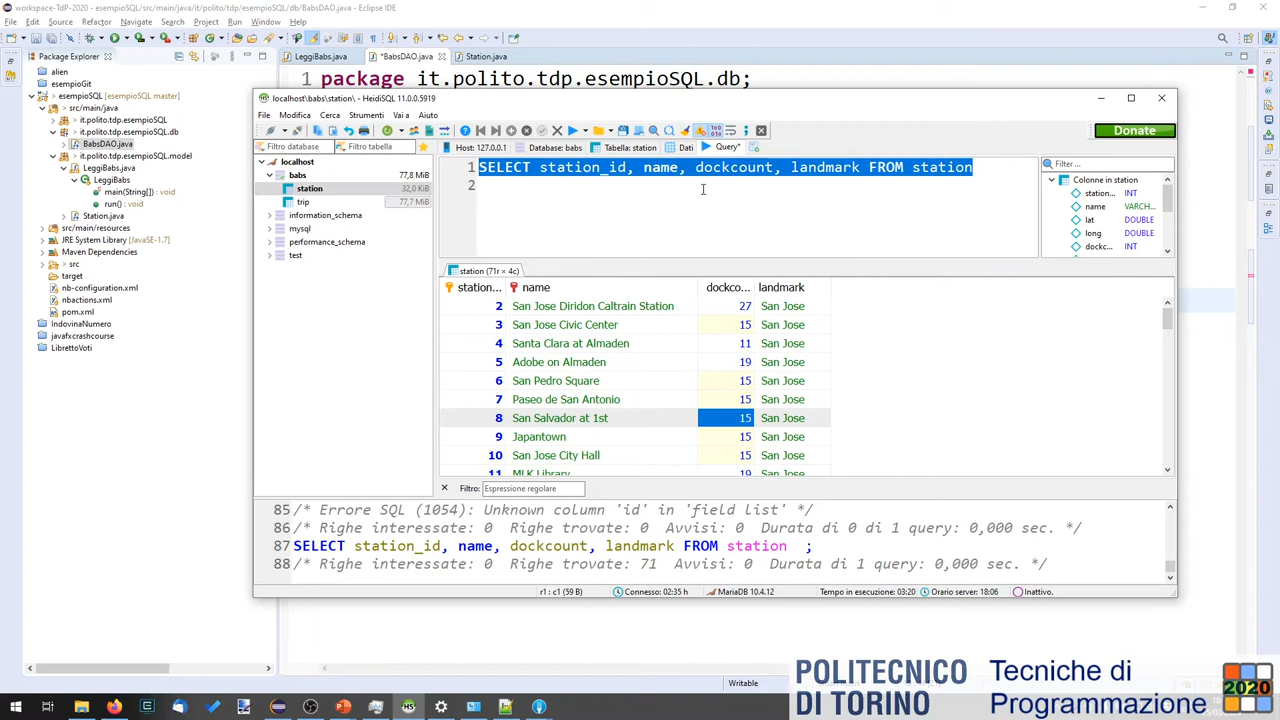 workspace-TdP-2020 - esempioSQL/src/main/java/it/polito/tdp/esempioSQL/db/BabsDAO.java - Eclipse IDE
File Edit Source Refactor Navigate Search Project Run Window Help
Package Explorer
LeggiBabs.java
*BabsDAO.java
Station.java
alien
esempioGit
esempioSQL [esempioSQL master]
src/main/java
it.polito.tdp.esempioSQL
it.polito.tdp.esempioSQL.db
BabsDAO.java
it.polito.tdp.esempioSQL.model
LeggiBabs.java
LeggiBabs
main(String[]) : void
run() : void
Station.java
src/main/resources
JRE System Library [JavaSE-1.7]
Maven Dependencies
src
target
nb-configuration.xml
nbactions.xml
pom.xml
IndovinaNumero
javafxcrashcourse
LibrettoVoti
1 package it.polito.tdp.esempioSQL.db;
localhost\babs\station\ - HeidiSQL 11.0.0.5919
File Modifica Cerca Strumenti Vai a Aiuto
Donate
Filtro database
Filtro tabella
Host: 127.0.0.1
Database: babs
Tabella: station
Dati
Query*
localhost
babs 77,8 MiB
station 32,0 KiB
trip 77,7 MiB
information_schema
mysql
performance_schema
test
1 SELECT station_id, name, dockcount, landmark FROM station
2
Filter ...
Colonne in station
station... INT
name VARCH...
lat DOUBLE
long DOUBLE
dockc... INT
station (71r × 4c)
station... name dockco... landmark
2 San Jose Diridon Caltrain Station 27 San Jose
3 San Jose Civic Center 15 San Jose
4 Santa Clara at Almaden 11 San Jose
5 Adobe on Almaden 19 San Jose
6 San Pedro Square 15 San Jose
7 Paseo de San Antonio 15 San Jose
8 San Salvador at 1st 15 San Jose
9 Japantown 15 San Jose
10 San Jose City Hall 15 San Jose
11 MLK Library 19 San Jose
Filtro: Espressione regolare
85 /* Errore SQL (1054): Unknown column 'id' in 'field list' */
86 /* Righe interessate: 0 Righe trovate: 0 Avvisi: 0 Durata di 0 di 1 query: 0,000 sec. */
87 SELECT station_id, name, dockcount, landmark FROM station ;
88 /* Righe interessate: 0 Righe trovate: 71 Avvisi: 0 Durata di 1 query: 0,000 sec. */
r1 : c1 (59 B)
Connesso: 02:35 h
MariaDB 10.4.12
Tempo in esecuzione: 03:20
Orario server: 18:06
Inattivo.
Writable
POLITECNICO
DI TORINO
Tecniche di
Programmazione
2020